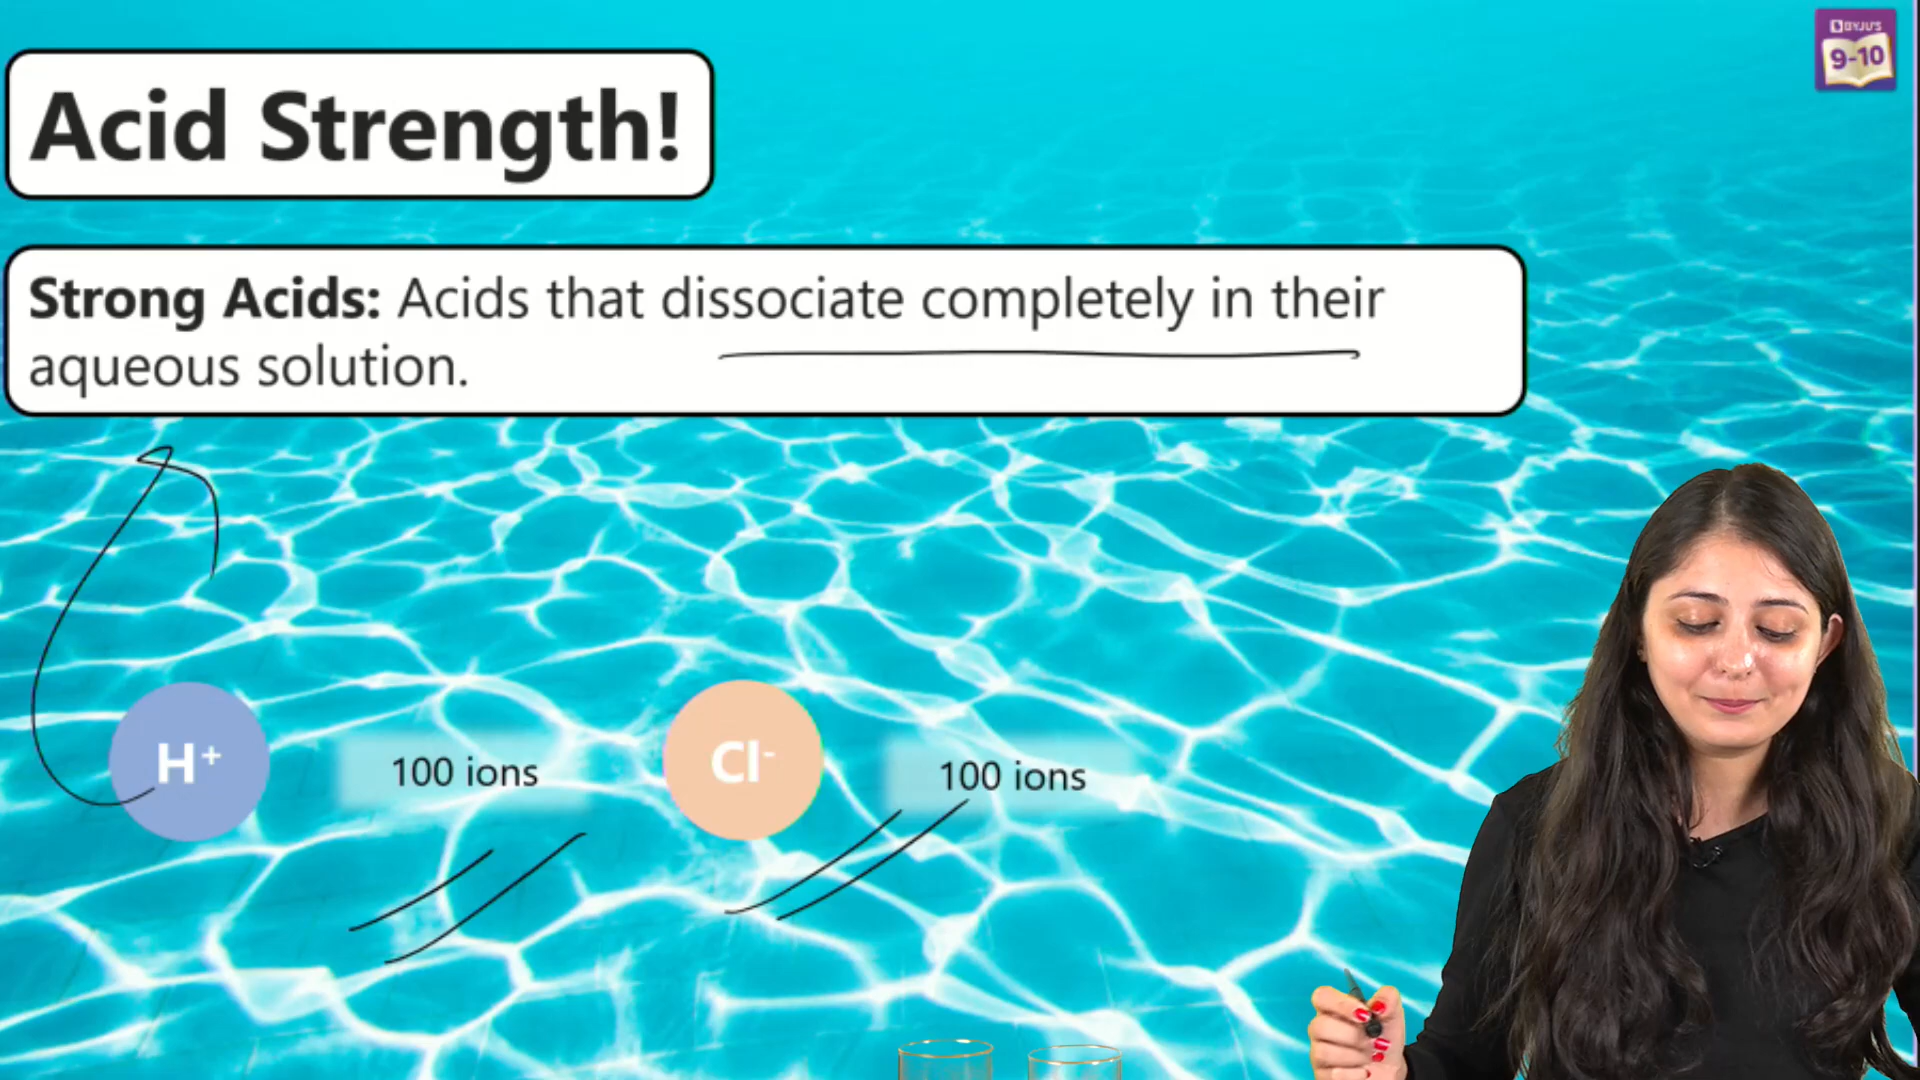 BYJU'S
9-10
Acid Strength!
Strong Acids: Acids that dissociate completely in their
aqueous solution.
H⁺
100 ions
Cl⁻
100 ions